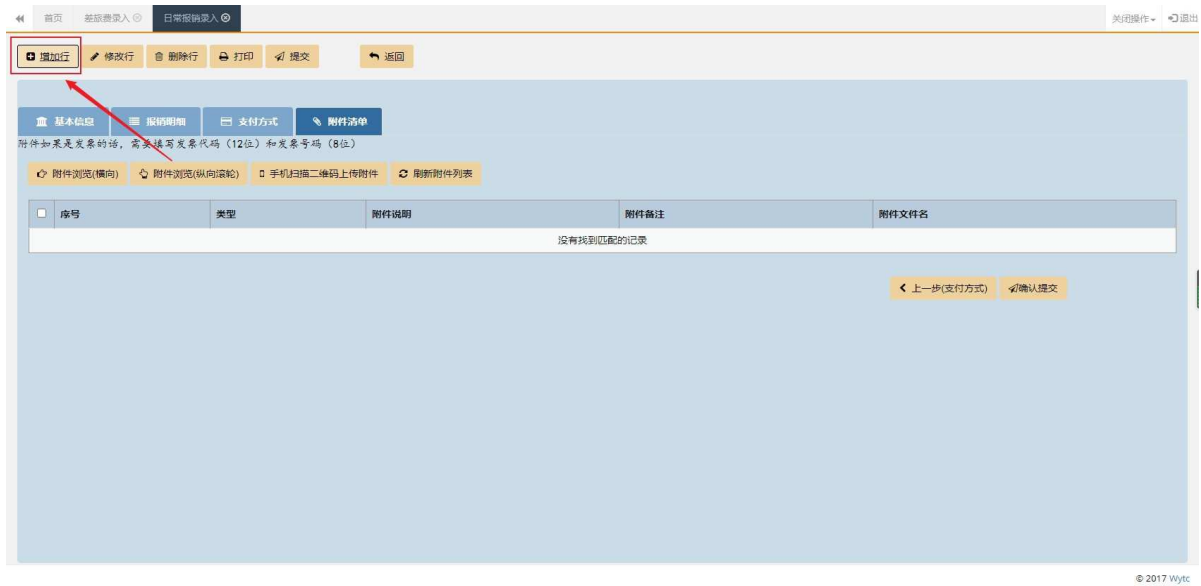 首页 差旅费录入 日常报销录入 关闭操作 退出
增加行 修改行 删除行 打印 提交 返回
基本信息 报销明细 支付方式 附件清单
附件如果是发票的话，需要填写发票代码（12位）和发票号码（8位）
附件浏览(横向) 附件浏览(纵向滚轮) 手机扫描二维码上传附件 刷新附件列表
序号 类型 附件说明 附件备注 附件文件名
没有找到匹配的记录
上一步(支付方式) 确认提交
© 2017 Wytc